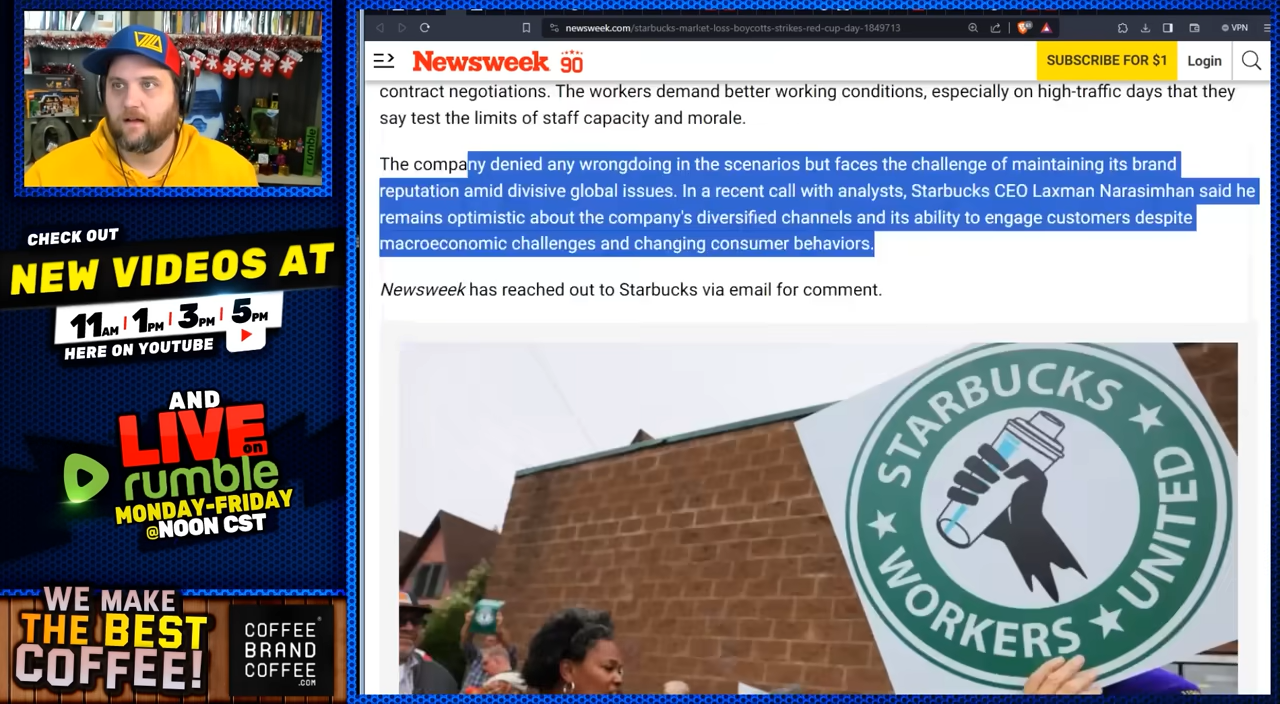 newsweek.com/starbucks-market-loss-boycotts-strikes-red-cup-day-1849713
VPN
Newsweek 90
SUBSCRIBE FOR $1
Login
contract negotiations. The workers demand better working conditions, especially on high-traffic days that they
say test the limits of staff capacity and morale.
The company denied any wrongdoing in the scenarios but faces the challenge of maintaining its brand
reputation amid divisive global issues. In a recent call with analysts, Starbucks CEO Laxman Narasimhan said he
remains optimistic about the company's diversified channels and its ability to engage customers despite
macroeconomic challenges and changing consumer behaviors.
Newsweek has reached out to Starbucks via email for comment.
STARBUCKS
WORKERS
UNITED
rumble
CHECK OUT
NEW VIDEOS AT
11AM | 1PM | 3PM | 5PM
HERE ON YOUTUBE
AND
LIVE on
rumble
MONDAY-FRIDAY
@NOON CST
WE MAKE
THE BEST
COFFEE!
COFFEE
BRAND
COFFEE
.COM